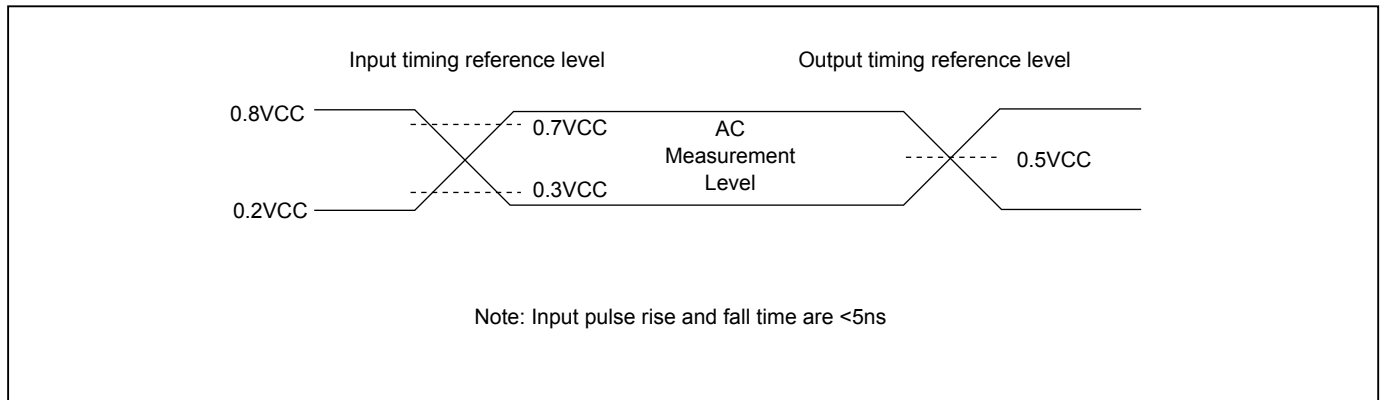 Input timing reference level
Output timing reference level
0.8VCC
0.7VCC
AC
Measurement
Level
0.5VCC
0.3VCC
0.2VCC
Note: Input pulse rise and fall time are <5ns